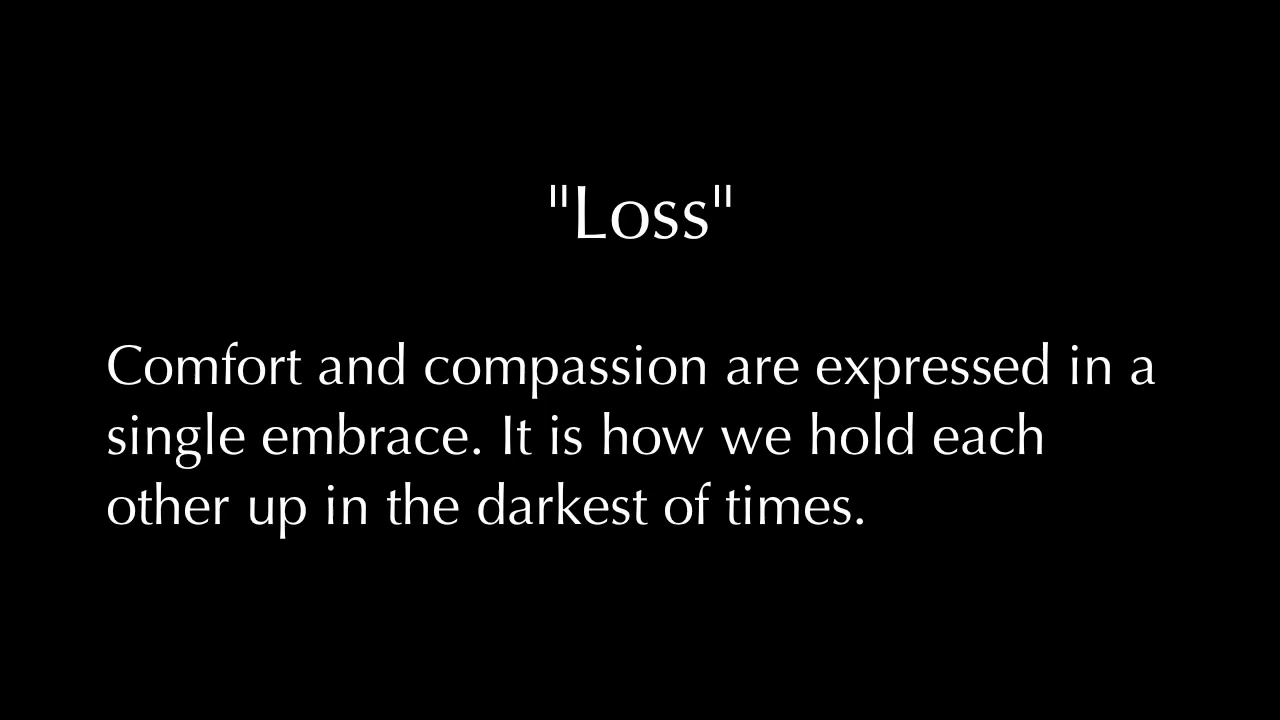 "Loss"
Comfort and compassion are expressed in a
single embrace. It is how we hold each
other up in the darkest of times.